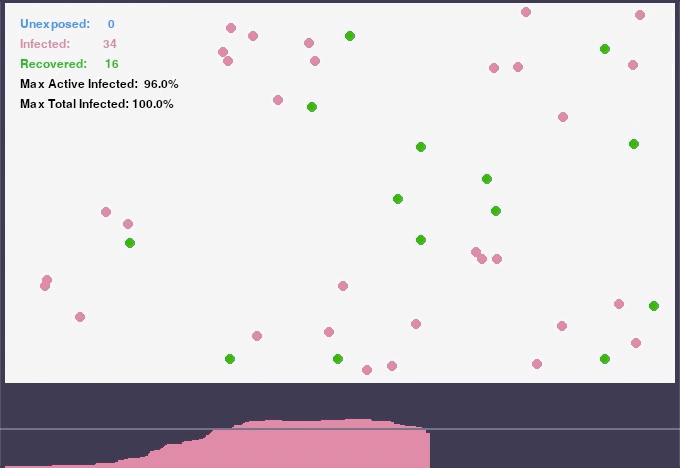 Unexposed: 0
Infected: 34
Recovered: 16
Max Active Infected: 96.0%
Max Total Infected: 100.0%